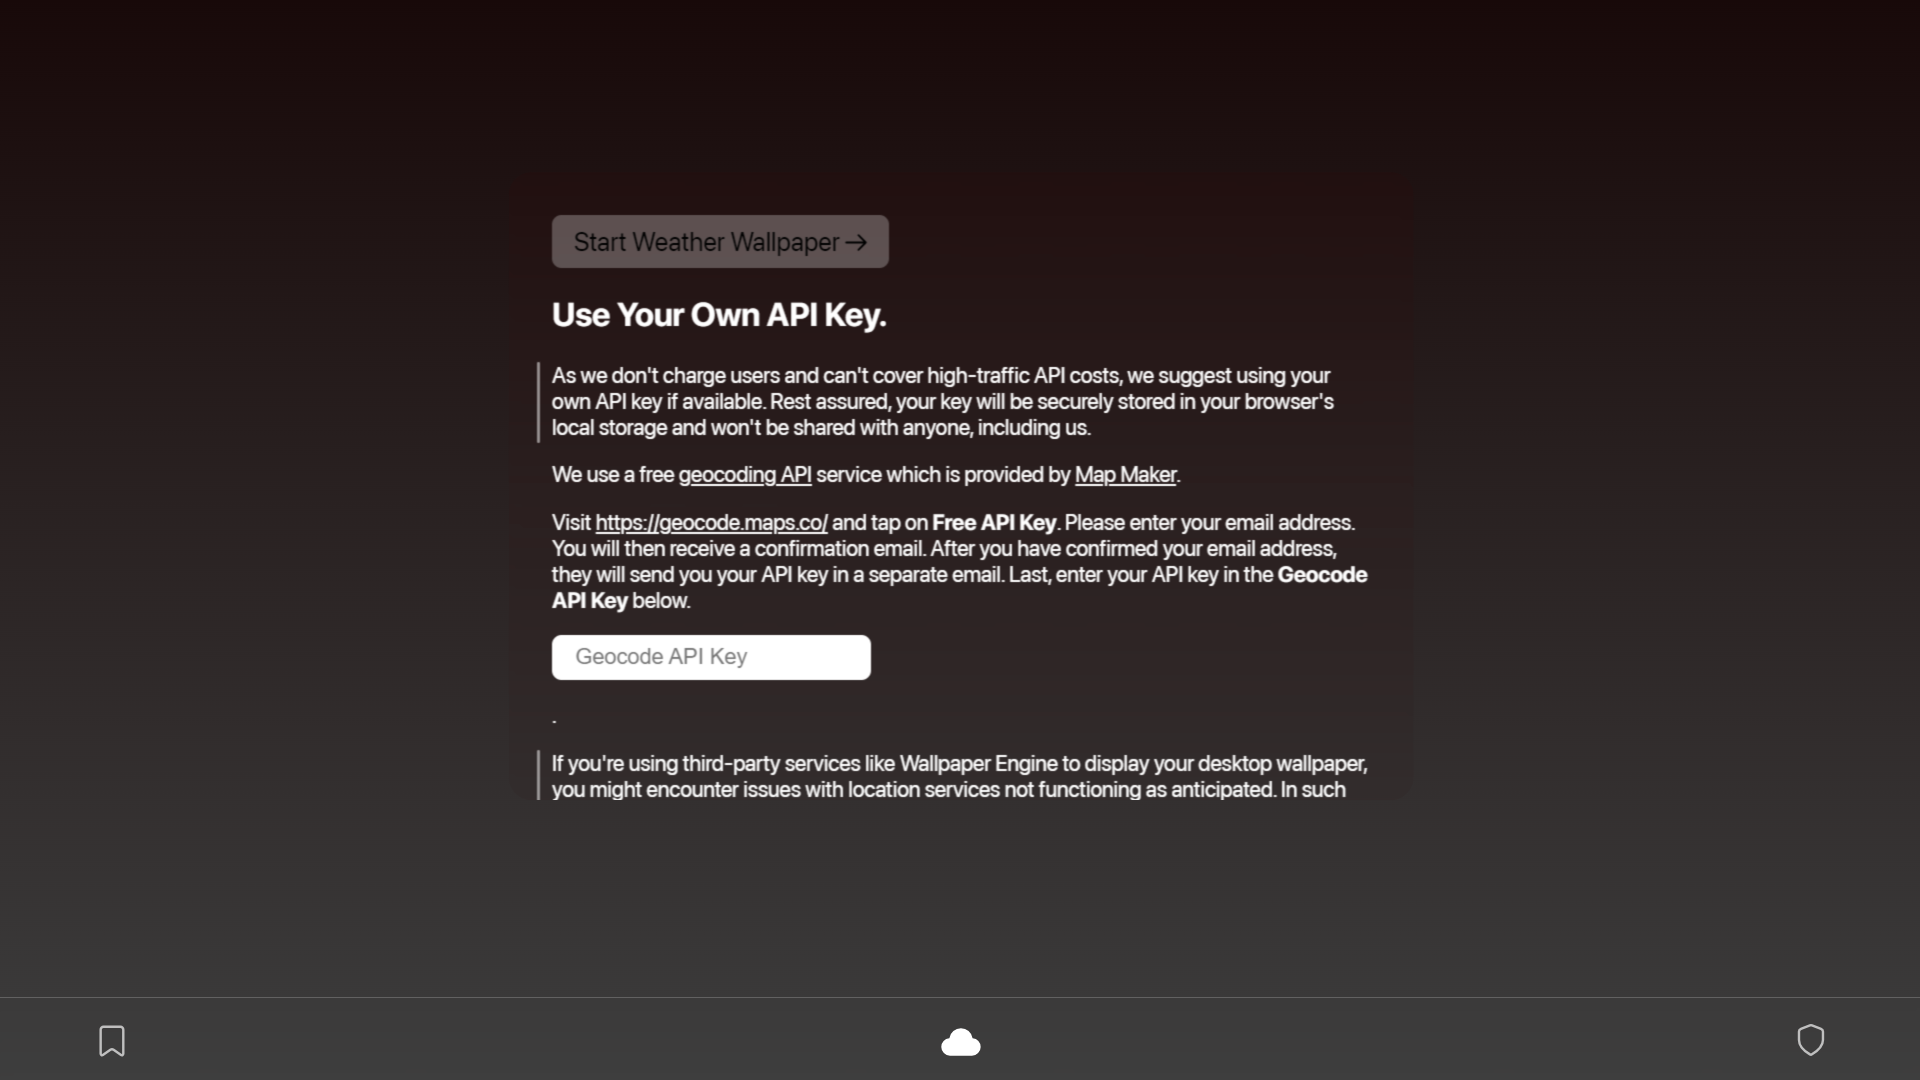 Start Weather Wallpaper →
Use Your Own API Key.
As we don't charge users and can't cover high-traffic API costs, we suggest using your
own API key if available. Rest assured, your key will be securely stored in your browser's
local storage and won't be shared with anyone, including us.
We use a free geocoding API service which is provided by Map Maker.
Visit https://geocode.maps.co/ and tap on Free API Key. Please enter your email address.
You will then receive a confirmation email. After you have confirmed your email address,
they will send you your API key in a separate email. Last, enter your API key in the Geocode
API Key below.
Geocode API Key
.
If you're using third-party services like Wallpaper Engine to display your desktop wallpaper,
you might encounter issues with location services not functioning as anticipated. In such